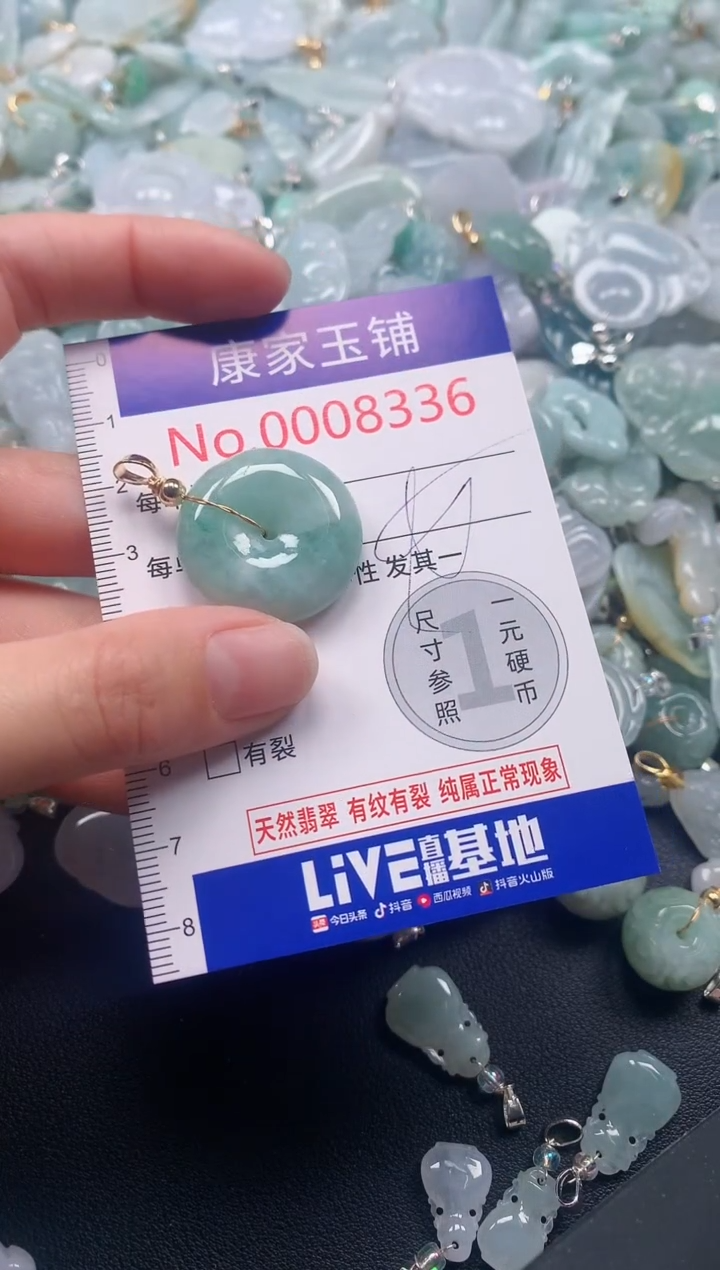 康家玉铺
No 0008336
每
每 性 发其一
尺寸参照
1
一元硬币
有裂
天然翡翠 有纹有裂 纯属正常现象
LiVE直播基地
头条 今日头条 抖音 西瓜视频 抖音火山版
0
1
2
3
6
7
8